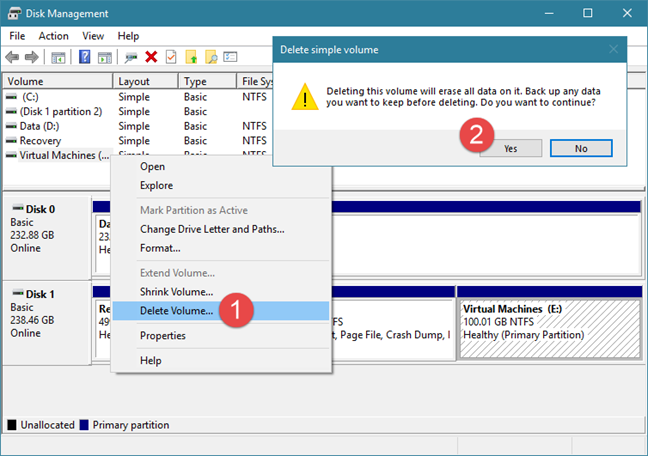 Disk Management
File Action View Help
Volume Layout Type File Sy
(C:) Simple Basic NTFS
(Disk 1 partition 2) Simple Basic
Data (D:) Simple Basic NTFS
Recovery Simple Basic NTFS
Virtual Machines (...
Delete simple volume
Deleting this volume will erase all data on it. Back up any data
you want to keep before deleting. Do you want to continue?
2
Yes No
Open
Explore
Mark Partition as Active
Change Drive Letter and Paths...
Format...
Extend Volume...
Shrink Volume...
Delete Volume... 1
Properties
Help
Disk 0
Basic
232.88 GB
Online
Da
23
He
Disk 1
Basic
238.46 GB
Online
Re
49
He
FS
, Page File, Crash Dump,
Virtual Machines (E:)
100.01 GB NTFS
Healthy (Primary Partition)
Unallocated Primary partition